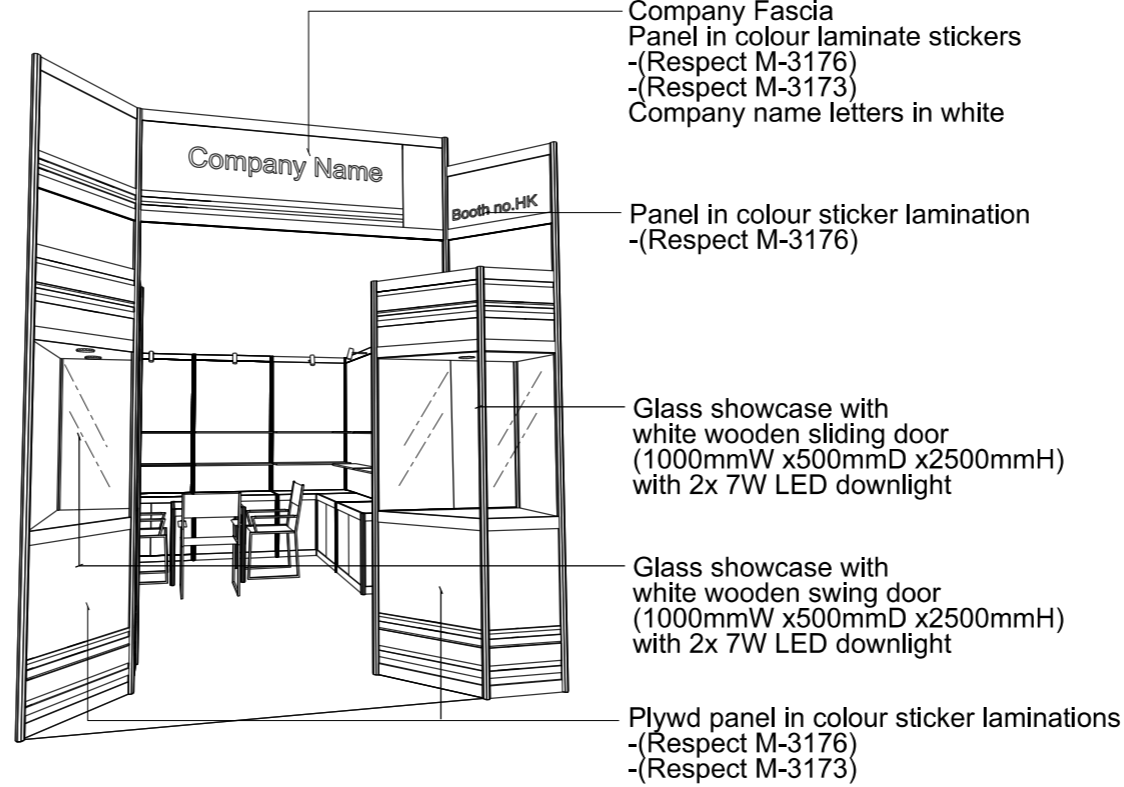 Company Fascia
Panel in colour laminate stickers
-(Respect M-3176)
-(Respect M-3173)
Company name letters in white
Company Name
Booth no.HK
Panel in colour sticker lamination
-(Respect M-3176)
Glass showcase with
white wooden sliding door
(1000mmW x500mmD x2500mmH)
with 2x 7W LED downlight
Glass showcase with
white wooden swing door
(1000mmW x500mmD x2500mmH)
with 2x 7W LED downlight
Plywd panel in colour sticker laminations
-(Respect M-3176)
-(Respect M-3173)